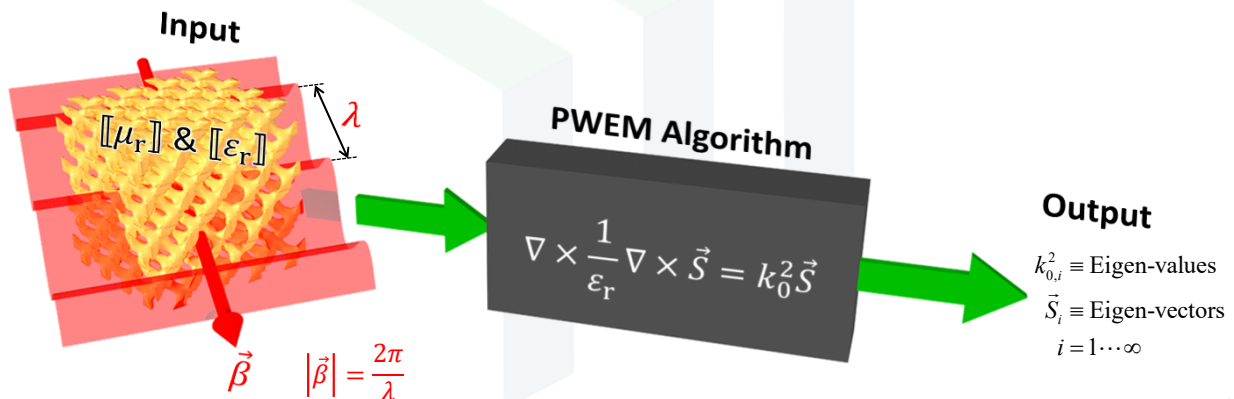 Input
⟦μr⟧ & ⟦εr⟧
λ
β⃗
|β⃗| = 2π/λ
PWEM Algorithm
∇ × 1/εr ∇ × S⃗ = k₀² S⃗
Output
k²₀,ᵢ ≡ Eigen-values
S⃗ᵢ ≡ Eigen-vectors
i = 1⋯∞